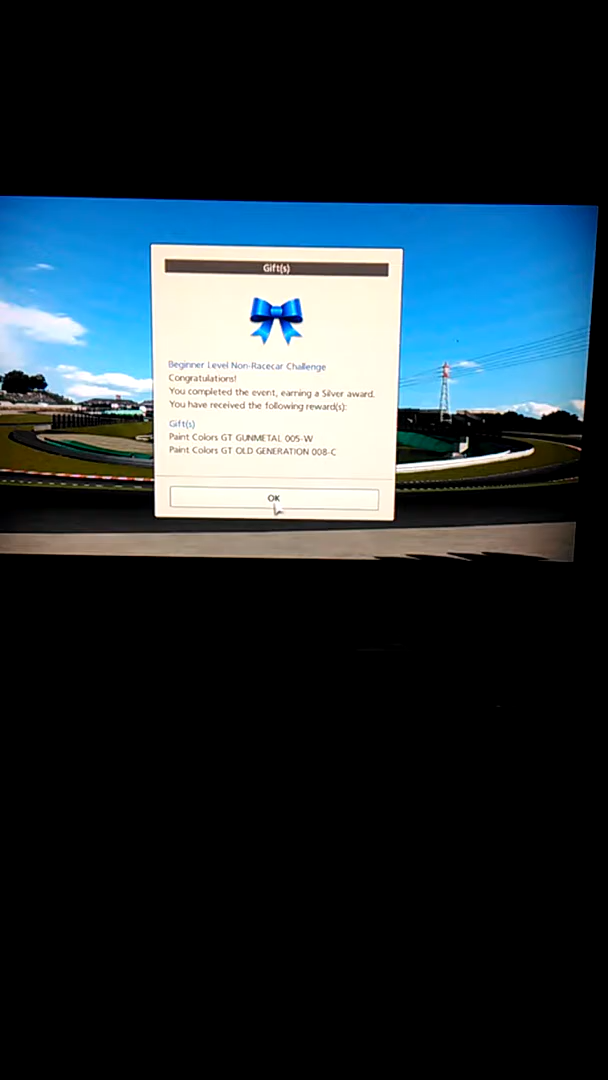 Gift(s)
Beginner Level Non-Racecar Challenge
Congratulations!
You completed the event, earning a Silver award.
You have received the following reward(s):
Gift(s)
Paint Colors GT GUNMETAL 005-W
Paint Colors GT OLD GENERATION 008-C
OK